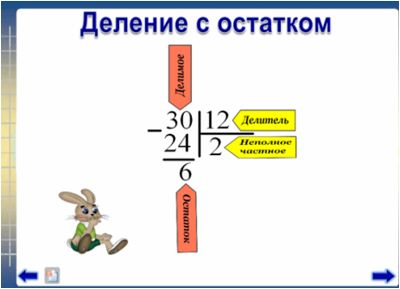 Деление с остатком
Делимое
30 12 Делитель
− 24 2 Неполное
частное
6
Остаток